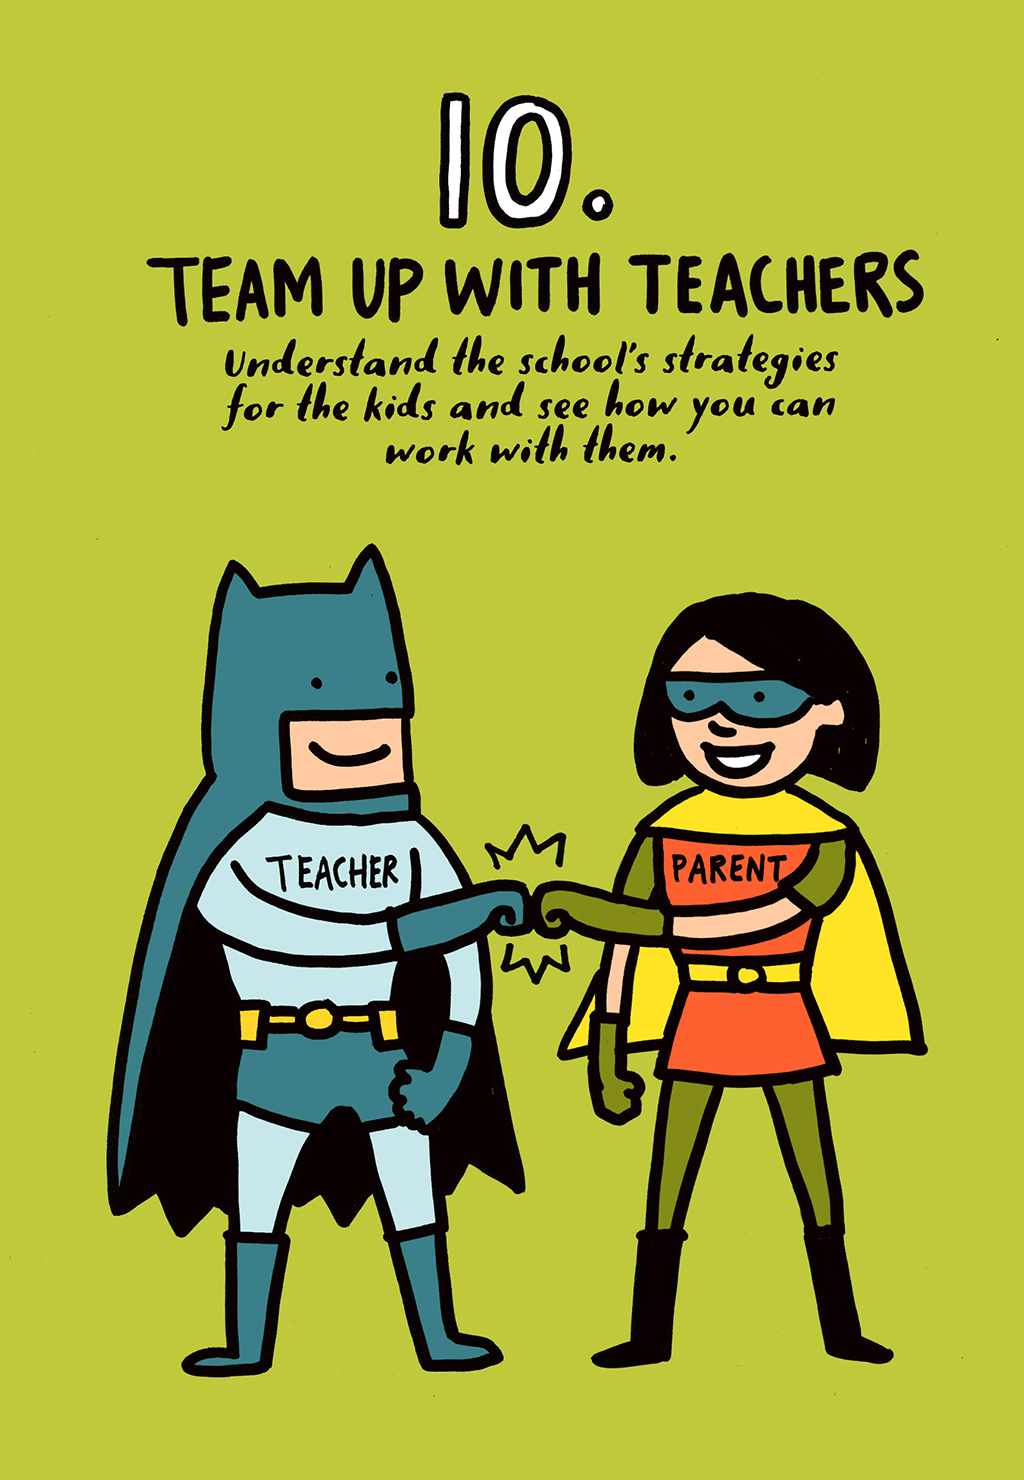 10.
TEAM UP WITH TEACHERS
Understand the school's strategies
for the kids and see how you can
work with them.
TEACHER
PARENT